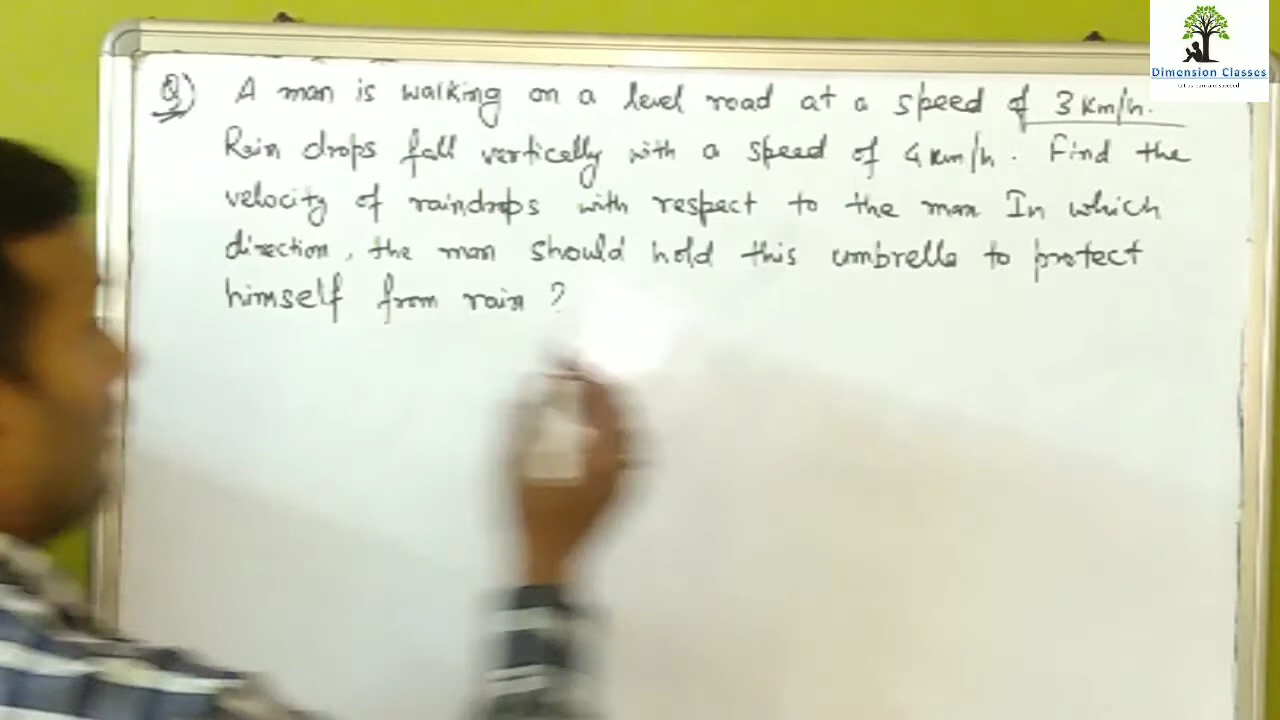 Dimension Classes
Q) A man is walking on a level road at a speed of 3 km/h.
Rain drops fall vertically with a speed of 4 km/h. Find the
velocity of raindrops with respect to the man In which
direction, the man should hold this umbrella to protect
himself from rain ?